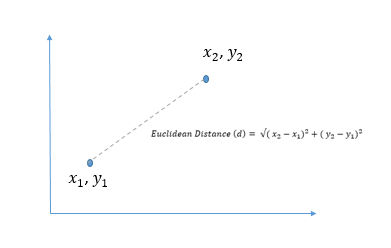 x₂, y₂
Euclidean Distance (d) = √( x₂ − x₁)² + ( y₂ − y₁)²
x₁, y₁